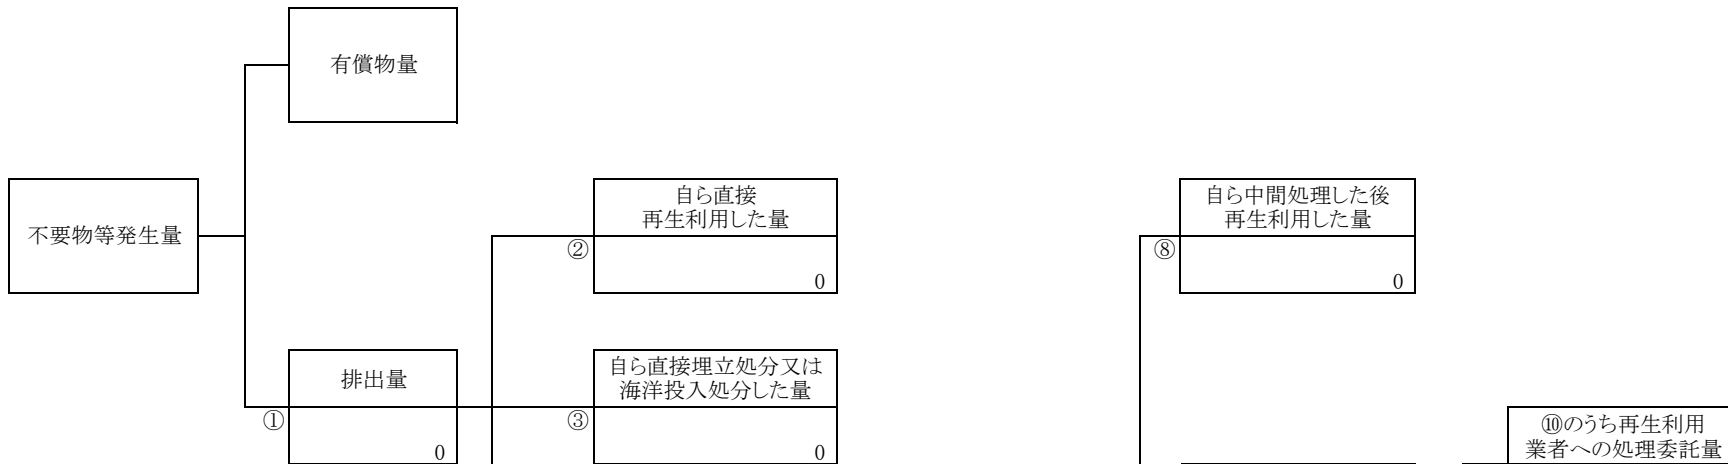 有償物量
不要物等発生量
自ら直接
再生利用した量
②
0
自ら中間処理した後
再生利用した量
⑧
0
排出量
①
0
自ら直接埋立処分又は
海洋投入処分した量
③
0
⑩のうち再生利用
業者への処理委託量